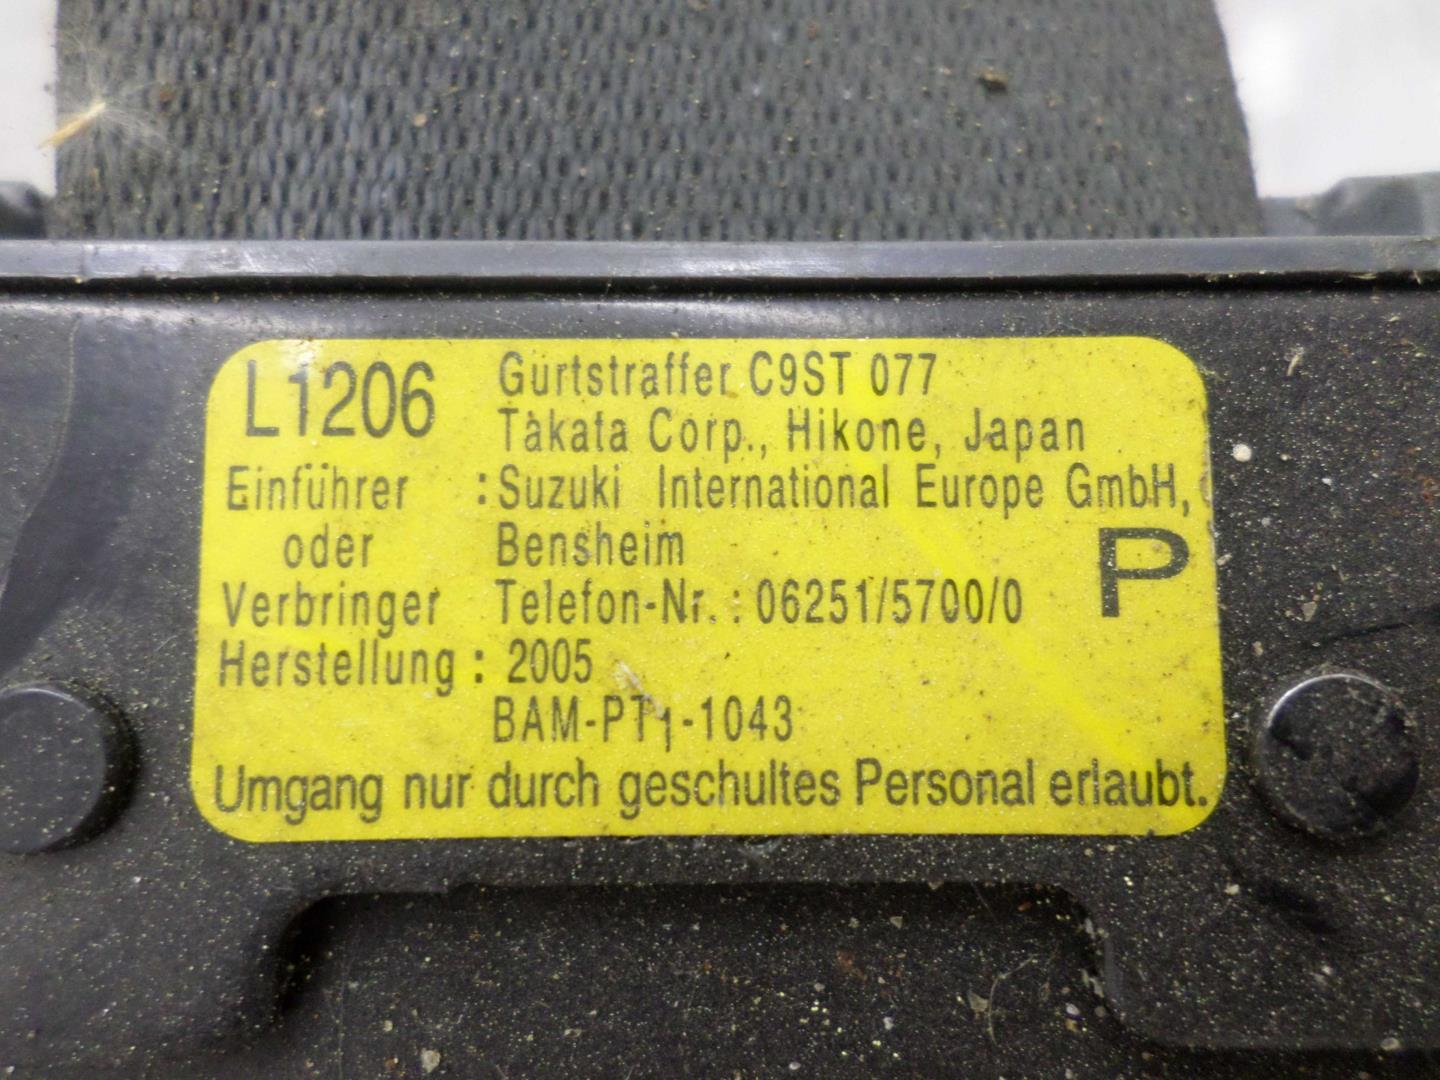 L1206 Gurtstraffer C9ST 077
Takata Corp., Hikone, Japan
Einführer : Suzuki International Europe GmbH,
oder Bensheim
P
Verbringer Telefon-Nr. : 06251/5700/0
Herstellung : 2005
BAM-PT1-1043
Umgang nur durch geschultes Personal erlaubt.